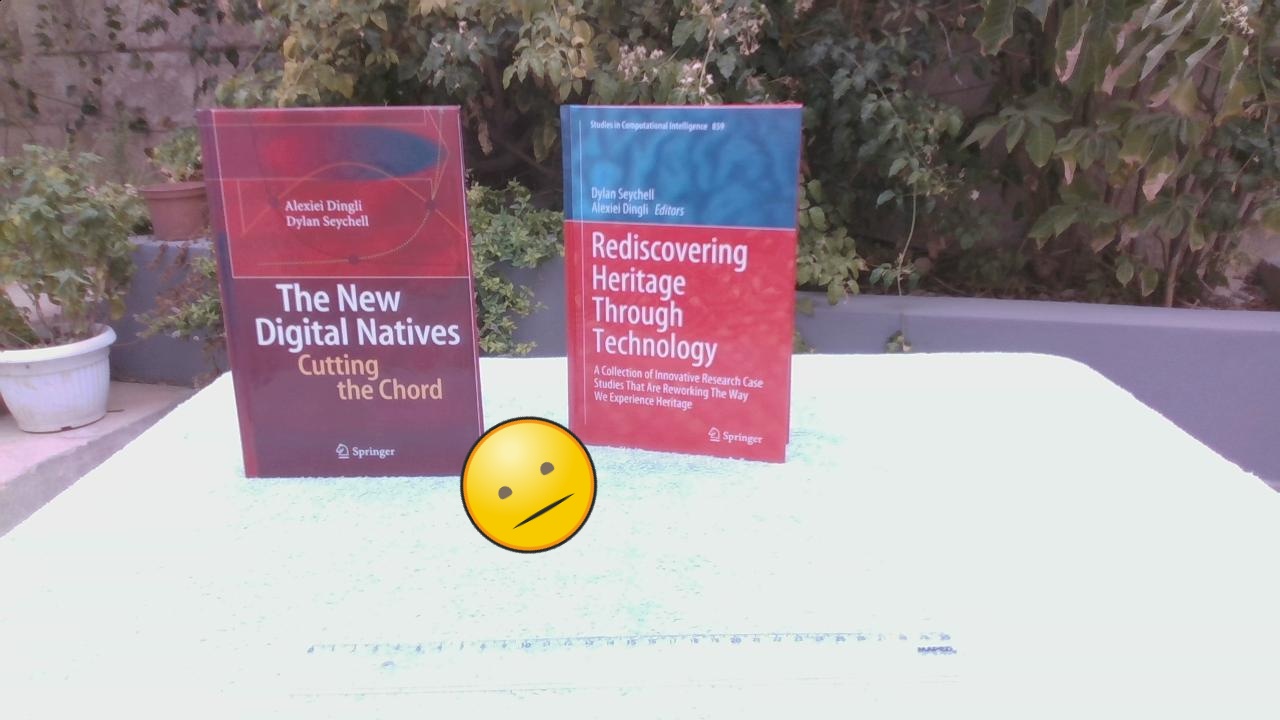 Alexiei Dingli
Dylan Seychell
The New
Digital Natives
Cutting
the Chord
Springer
Studies in Computational Intelligence 859
Dylan Seychell
Alexiei Dingli Editors
Rediscovering
Heritage
Through
Technology
A Collection of Innovative Research Case
Studies That Are Reworking The Way
We Experience Heritage
Springer
MAPED